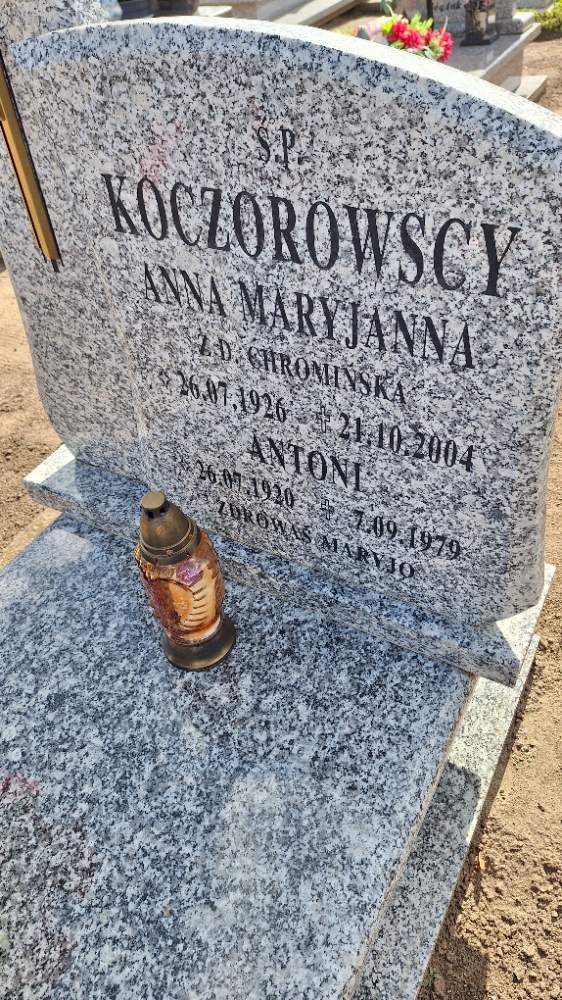 Ś.P.
KOCZOROWSCY
ANNA MARYJANNA
Z.D. CHROMIŃSKA
26.07.1926 21.10.2004
ANTONI
26.07.1920 7.09.1979
ZDROWAŚ MARYJO